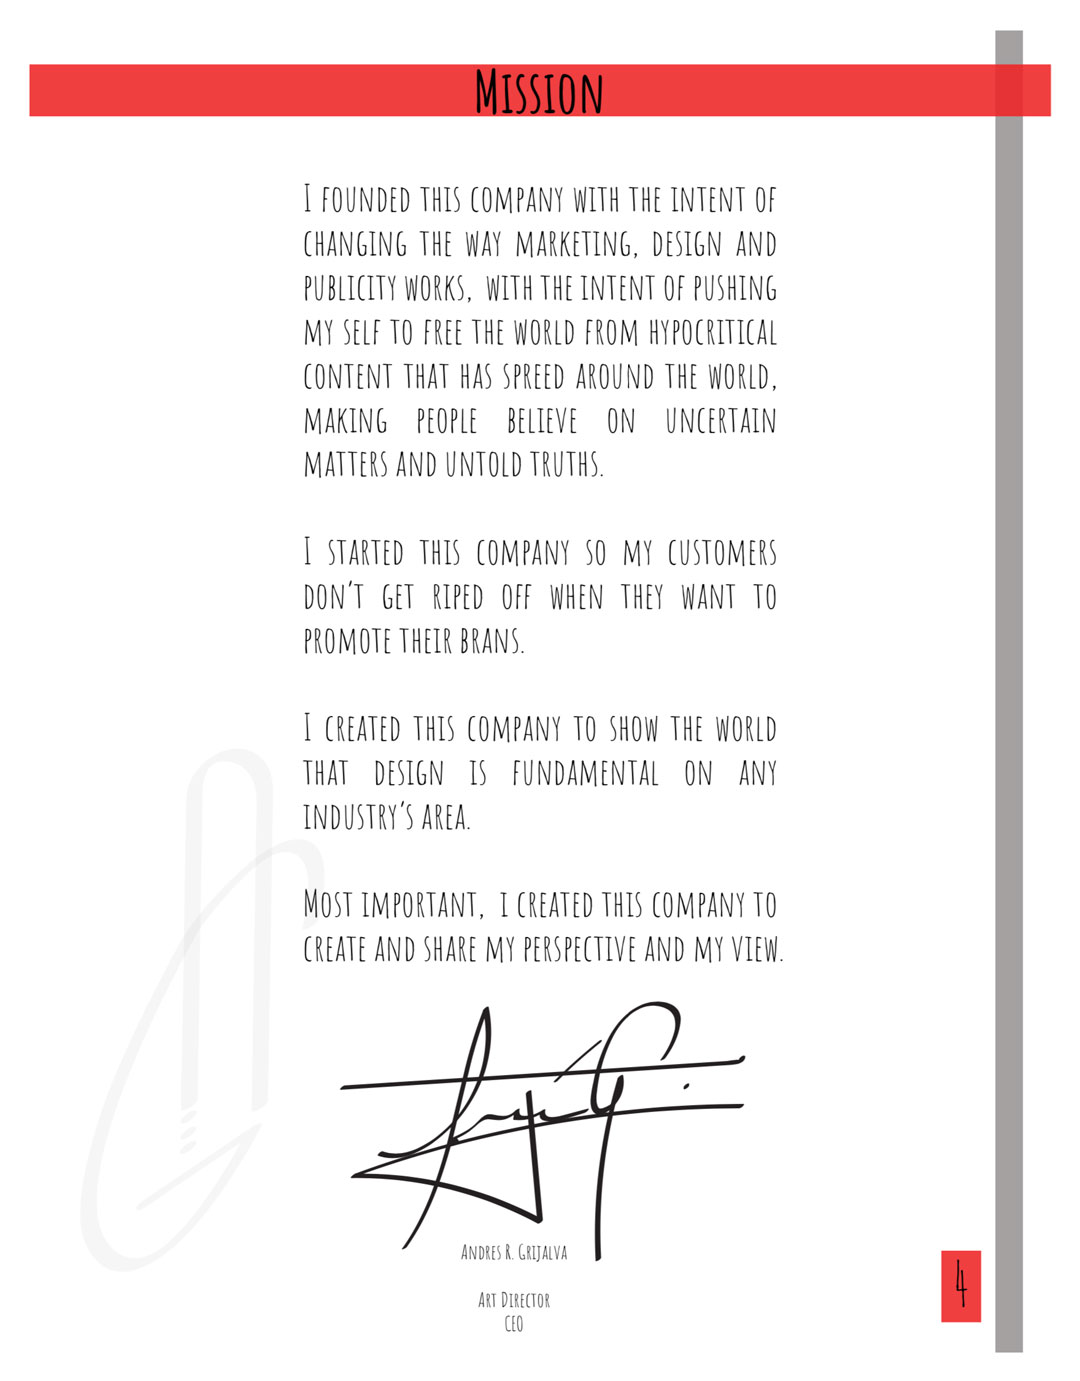 Mission
I founded this company with the intent of
changing the way marketing, design and
publicity works, with the intent of pushing
my self to free the world from hypocritical
content that has spreed around the world,
making people believe on uncertain
matters and untold truths.
I started this company so my customers
don't get riped off when they want to
promote their brans.
I created this company to show the world
that design is fundamental on any
industry's area.
Most important, i created this company to
create and share my perspective and my view.
Andres R. Grijalva
Art Director
CEO
4